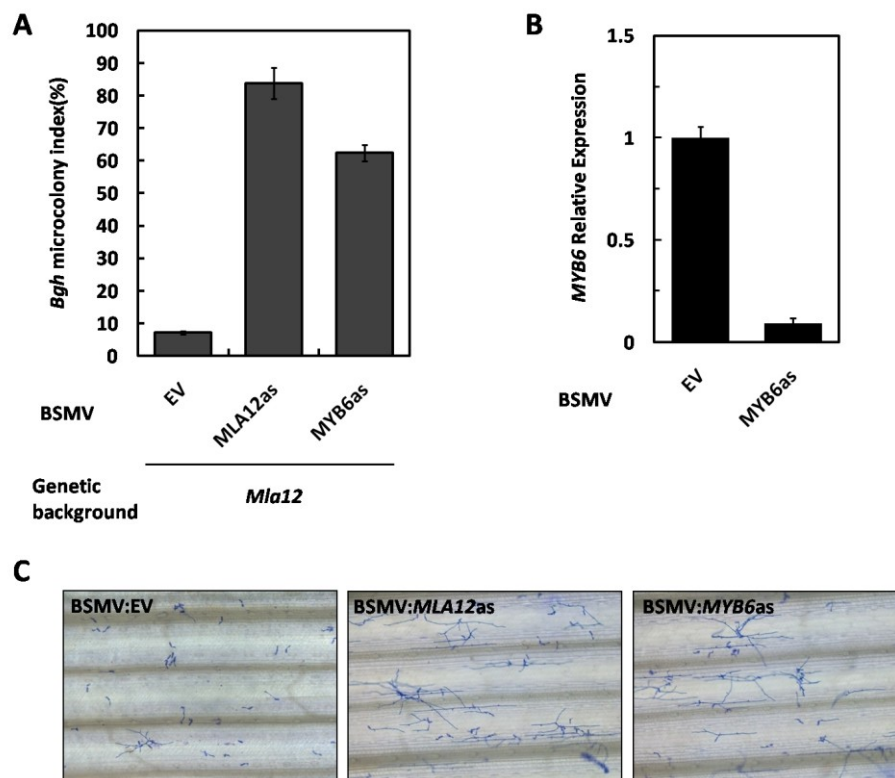 A
Bgh microcolony index(%)
100
90
80
70
60
50
40
30
20
10
0
EV
MLA12as
MYB6as
BSMV
Genetic
background
Mla12
B
MYB6 Relative Expression
1.5
1
0.5
0
EV
MYB6as
BSMV
C
BSMV:EV
BSMV:MLA12as
BSMV:MYB6as